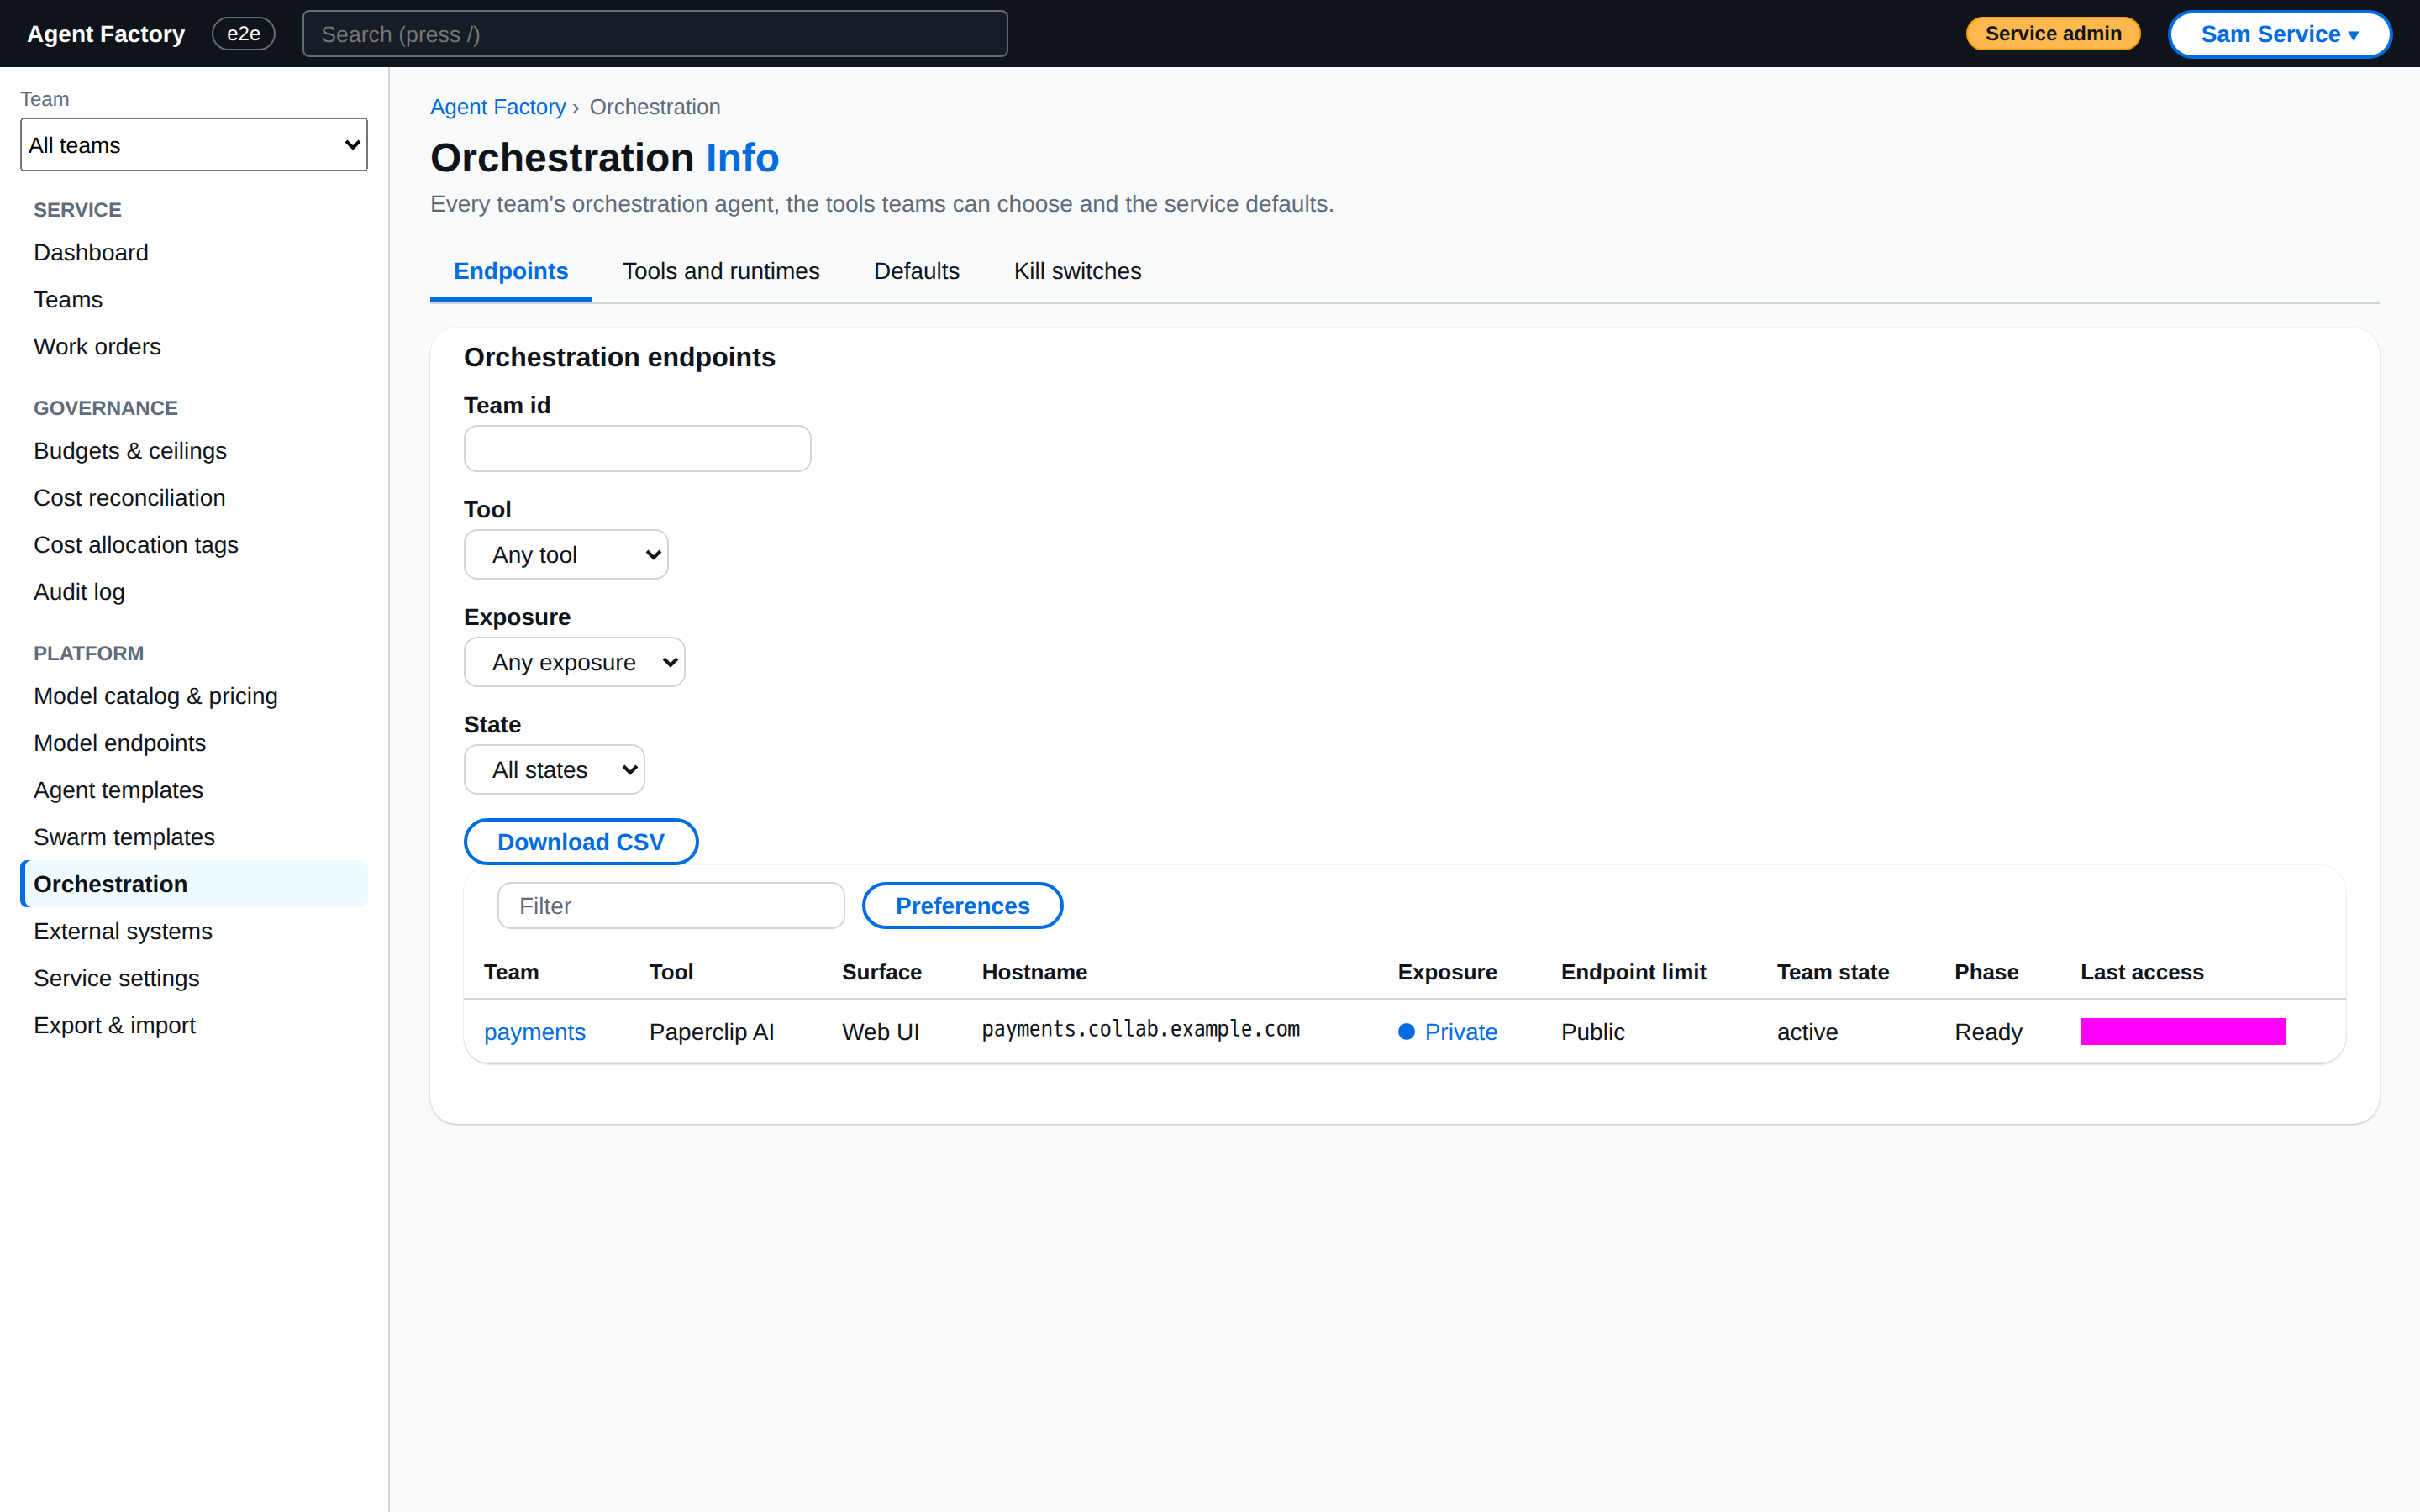 Agent Factory e2e Search (press /) Service admin Sam Service ▾
Team
All teams
SERVICE
Dashboard
Teams
Work orders
GOVERNANCE
Budgets & ceilings
Cost reconciliation
Cost allocation tags
Audit log
PLATFORM
Model catalog & pricing
Model endpoints
Agent templates
Swarm templates
Orchestration
External systems
Service settings
Export & import
Agent Factory › Orchestration
Orchestration Info
Every team's orchestration agent, the tools teams can choose and the service defaults.
Endpoints Tools and runtimes Defaults Kill switches
Orchestration endpoints
Team id
Tool
Any tool
Exposure
Any exposure
State
All states
Download CSV
Filter Preferences
Team Tool Surface Hostname Exposure Endpoint limit Team state Phase Last access
payments Paperclip AI Web UI payments.collab.example.com Private Public active Ready